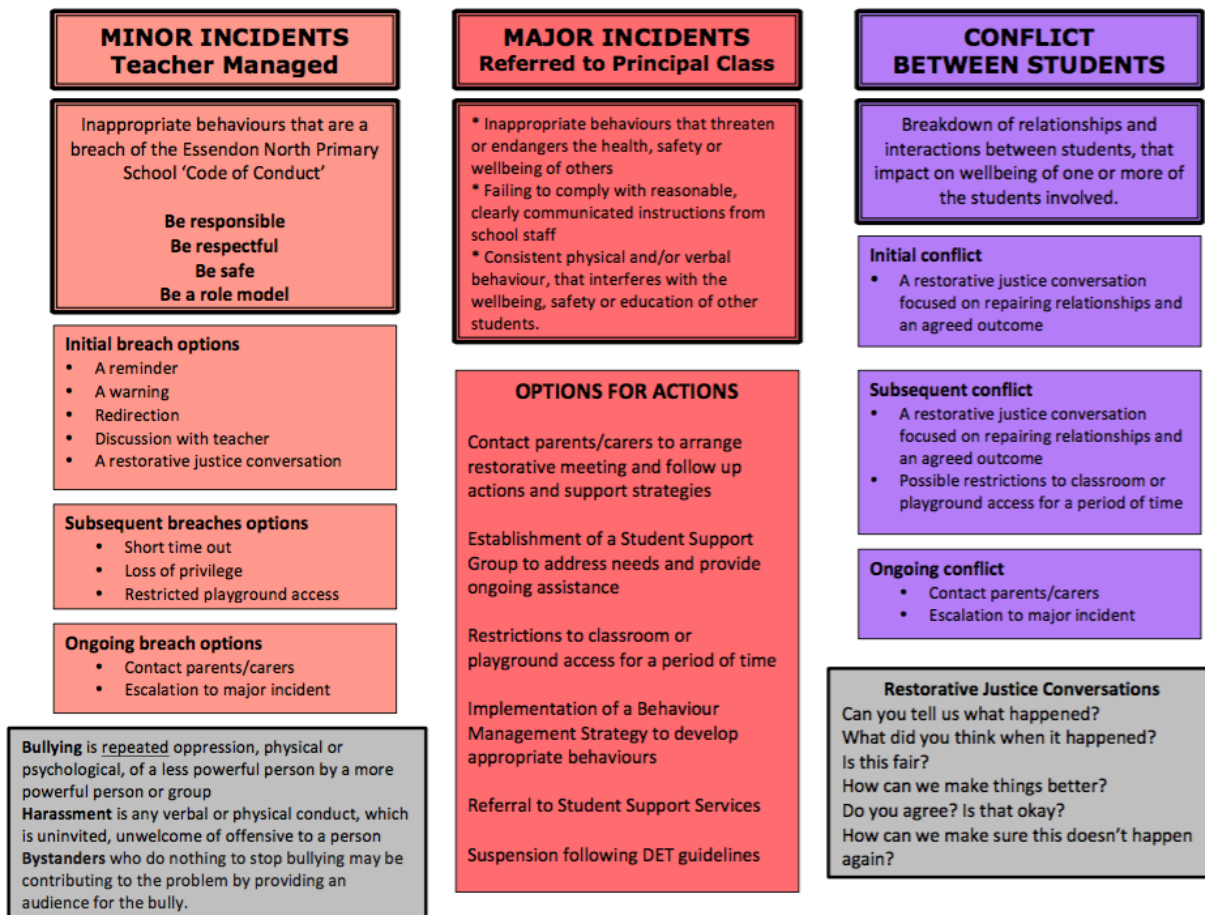 MINOR INCIDENTS
Teacher Managed
Inappropriate behaviours that are a
breach of the Essendon North Primary
School ‘Code of Conduct’
Be responsible
Be respectful
Be safe
Be a role model
Initial breach options
• A reminder
• A warning
• Redirection
• Discussion with teacher
• A restorative justice conversation
Subsequent breaches options
• Short time out
• Loss of privilege
• Restricted playground access
Ongoing breach options
• Contact parents/carers
• Escalation to major incident
Bullying is repeated oppression, physical or
psychological, of a less powerful person by a more
powerful person or group
Harassment is any verbal or physical conduct, which
is uninvited, unwelcome of offensive to a person
Bystanders who do nothing to stop bullying may be
contributing to the problem by providing an
audience for the bully.
MAJOR INCIDENTS
Referred to Principal Class
* Inappropriate behaviours that threaten
or endangers the health, safety or
wellbeing of others
* Failing to comply with reasonable,
clearly communicated instructions from
school staff
* Consistent physical and/or verbal
behaviour, that interferes with the
wellbeing, safety or education of other
students.
OPTIONS FOR ACTIONS
Contact parents/carers to arrange
restorative meeting and follow up
actions and support strategies
Establishment of a Student Support
Group to address needs and provide
ongoing assistance
Restrictions to classroom or
playground access for a period of time
Implementation of a Behaviour
Management Strategy to develop
appropriate behaviours
Referral to Student Support Services
Suspension following DET guidelines
CONFLICT
BETWEEN STUDENTS
Breakdown of relationships and
interactions between students, that
impact on wellbeing of one or more of
the students involved.
Initial conflict
• A restorative justice conversation
focused on repairing relationships and
an agreed outcome
Subsequent conflict
• A restorative justice conversation
focused on repairing relationships and
an agreed outcome
• Possible restrictions to classroom or
playground access for a period of time
Ongoing conflict
• Contact parents/carers
• Escalation to major incident
Restorative Justice Conversations
Can you tell us what happened?
What did you think when it happened?
Is this fair?
How can we make things better?
Do you agree? Is that okay?
How can we make sure this doesn’t happen
again?